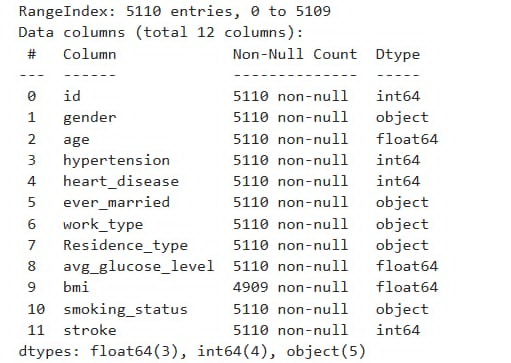 RangeIndex: 5110 entries, 0 to 5109
Data columns (total 12 columns):
 #   Column             Non-Null Count  Dtype
---  ------             --------------  -----
 0   id                 5110 non-null   int64
 1   gender             5110 non-null   object
 2   age                5110 non-null   float64
 3   hypertension       5110 non-null   int64
 4   heart_disease      5110 non-null   int64
 5   ever_married       5110 non-null   object
 6   work_type          5110 non-null   object
 7   Residence_type     5110 non-null   object
 8   avg_glucose_level  5110 non-null   float64
 9   bmi                4909 non-null   float64
 10  smoking_status     5110 non-null   object
 11  stroke             5110 non-null   int64
dtypes: float64(3), int64(4), object(5)